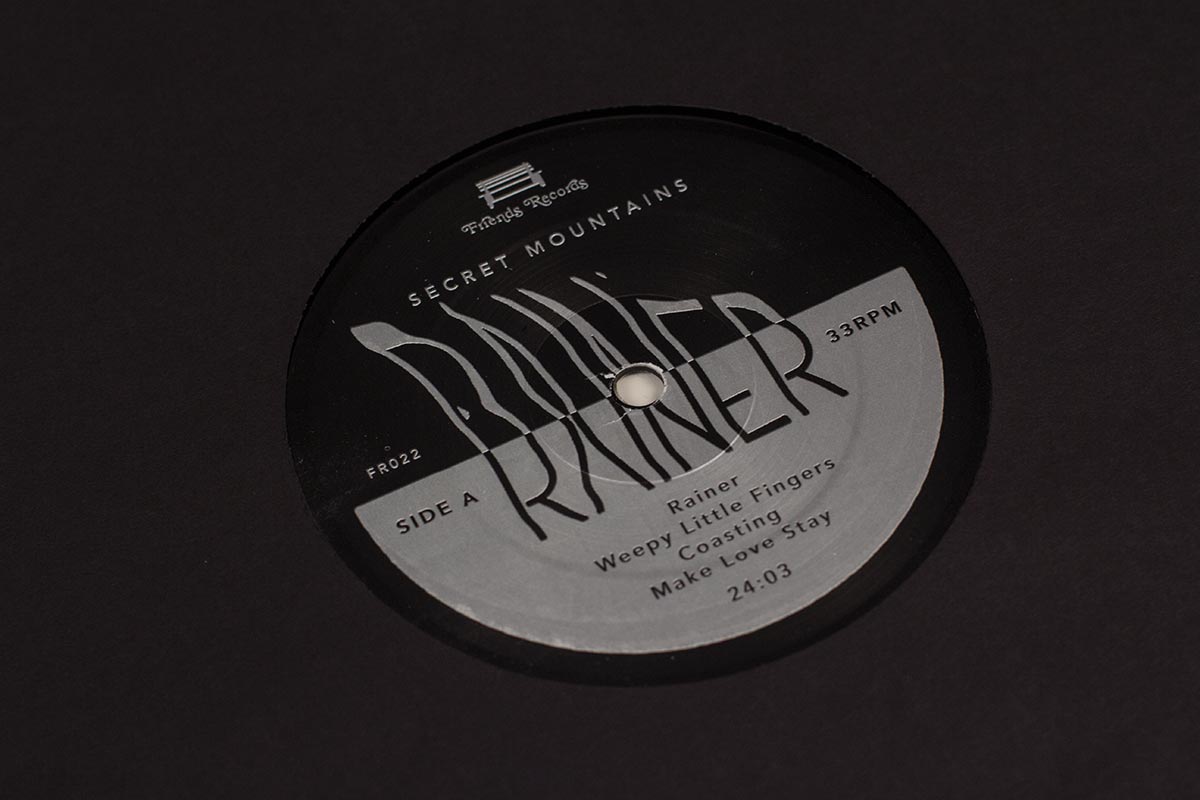 Friends Records
SECRET MOUNTAINS
RAINER
33RPM
FR022
SIDE A
Rainer
Weepy Little Fingers
Coasting
Make Love Stay
24:03